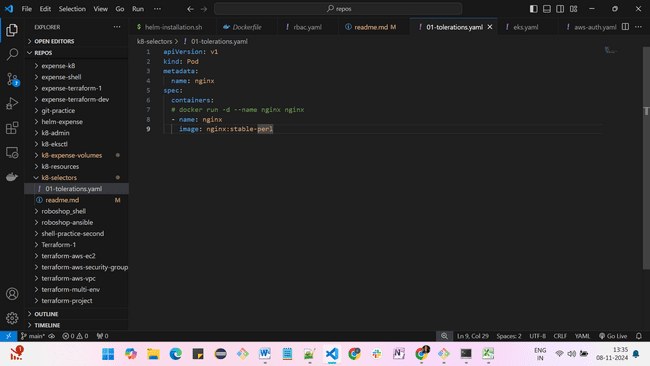 File Edit Selection View Go Run ··· repos
EXPLORER ···
helm-installation.sh Dockerfile rbac.yaml readme.md M 01-tolerations.yaml eks.yaml aws-auth.yaml ···
k8-selectors > 01-tolerations.yaml
OPEN EDITORS
REPOS
expense-k8
expense-shell
expense-terraform-1
expense-terraform-dev
git-practice
helm-expense
k8-admin
k8-eksctl
k8-expense-volumes
k8-resources
k8-selectors
01-tolerations.yaml
readme.md M
roboshop_shell
roboshop-ansible
shell-practice-second
Terraform-1
terraform-aws-ec2
terraform-aws-security-group
terraform-aws-vpc
terraform-multi-env
terraform-project
OUTLINE
TIMELINE
1 apiVersion: v1
2 kind: Pod
3 metadata:
4 name: nginx
5 spec:
6 containers:
7 # docker run -d --name nginx nginx
8 - name: nginx
9 image: nginx:stable-perl
main* 0 0 0 Ln 9, Col 29 Spaces: 2 UTF-8 CRLF YAML Go Live
ENG
IN
13:35
08-11-2024